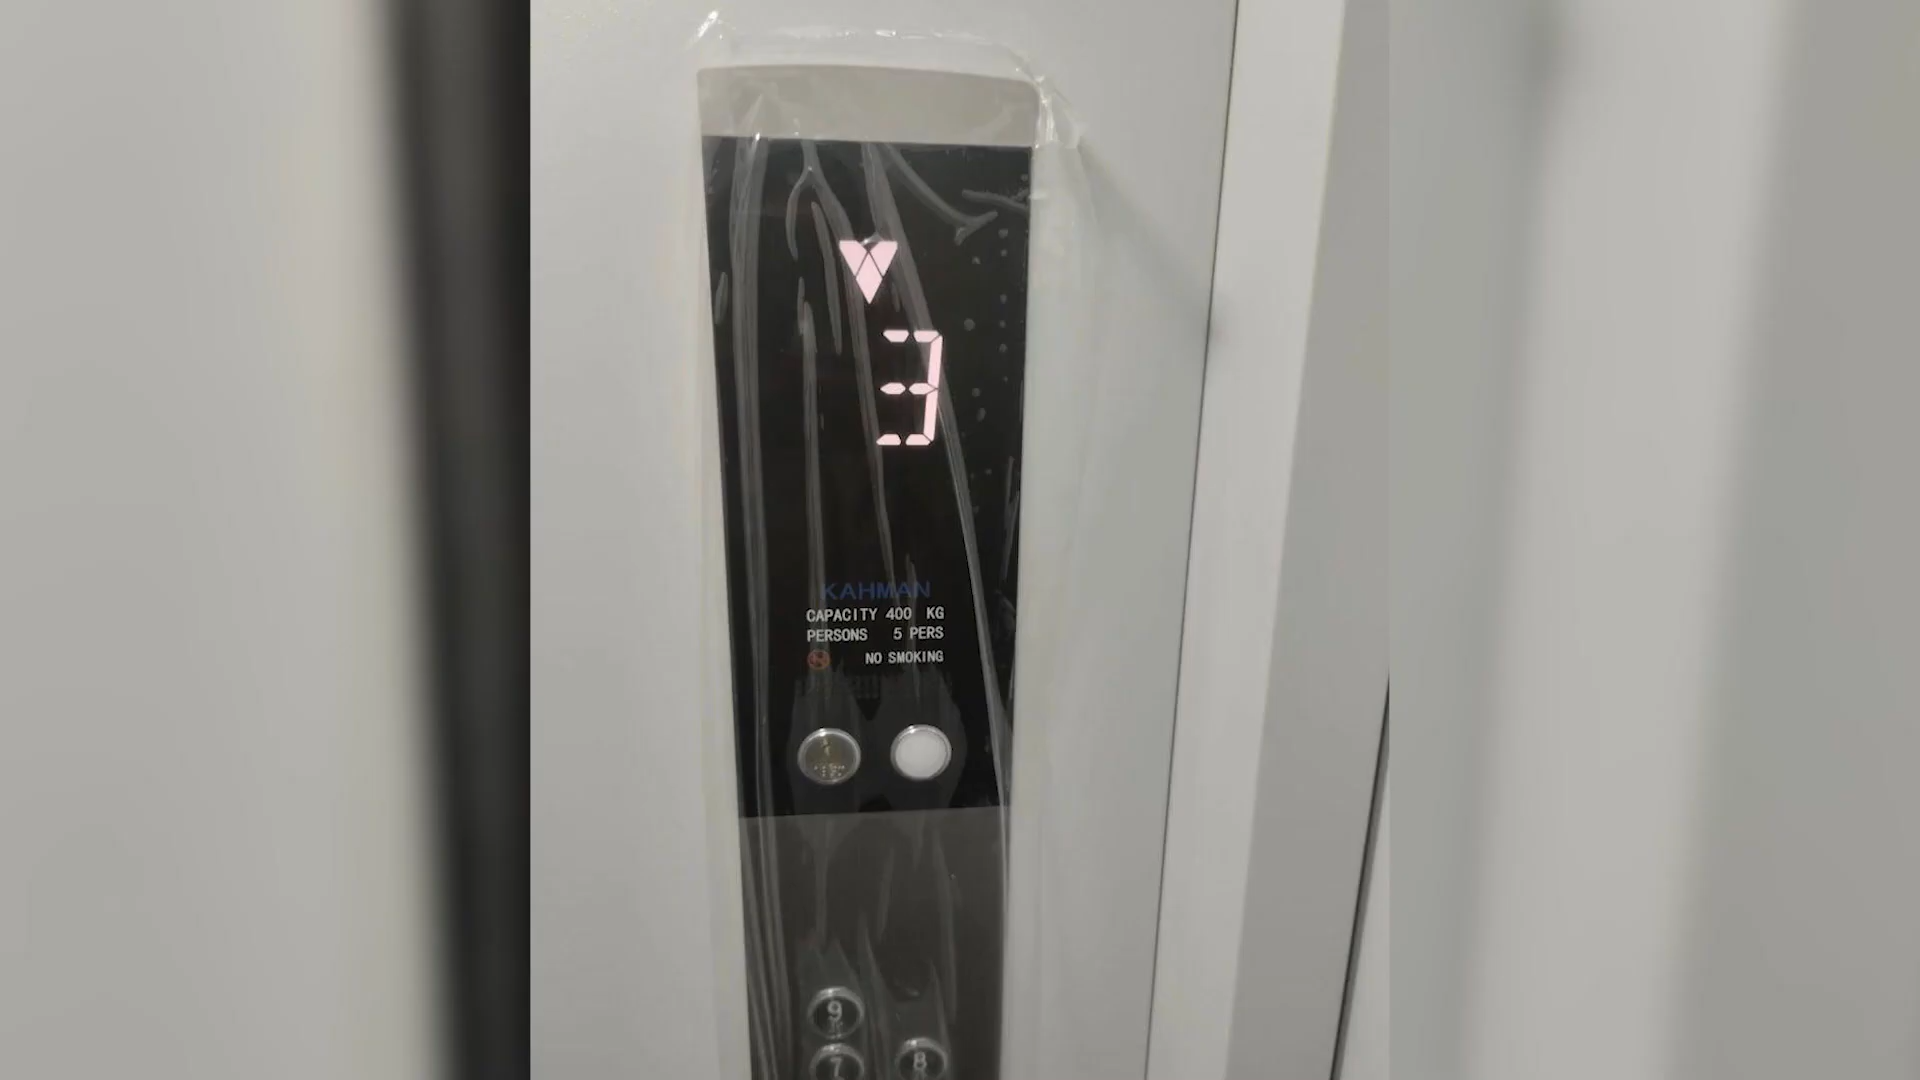 3
KAHMAN
CAPACITY 400 KG
PERSONS 5 PERS
NO SMOKING
9
7 8